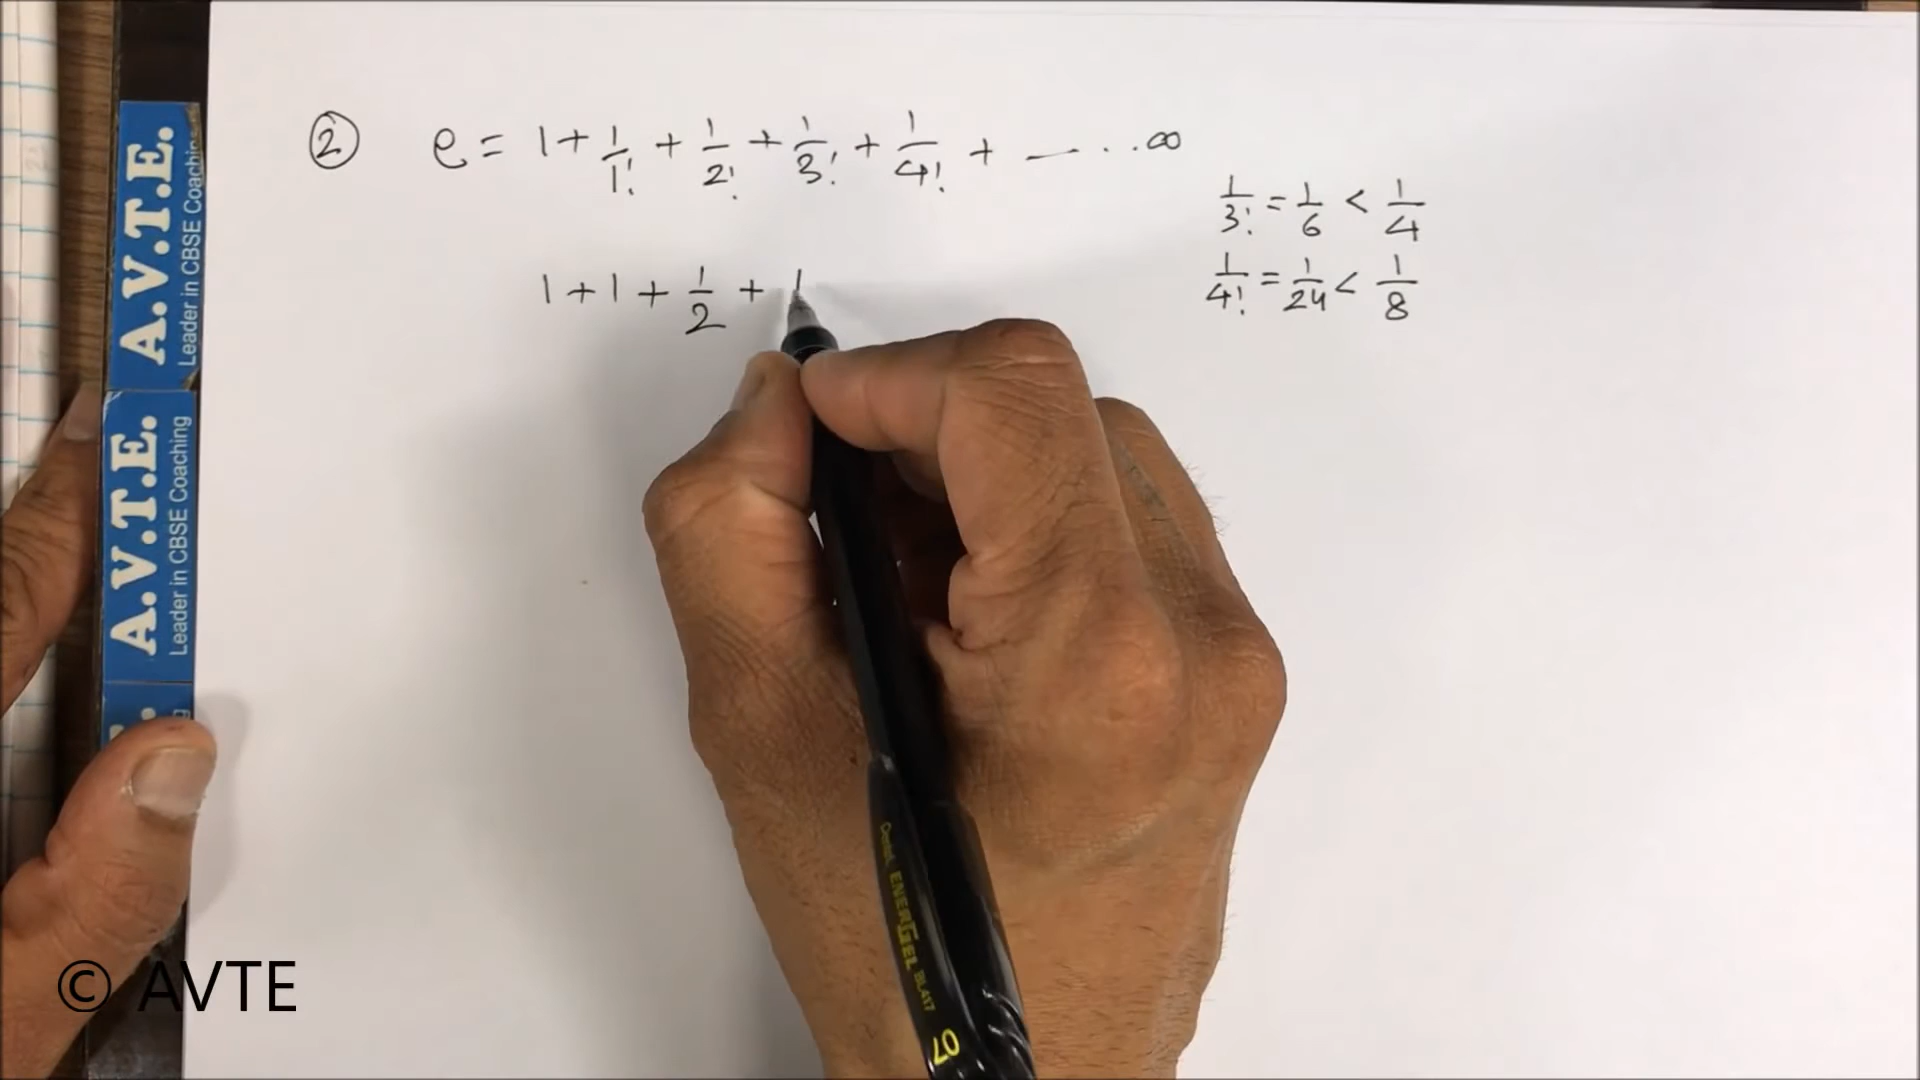 ② e = 1 + 1/1! + 1/2! + 1/3! + 1/4! + — . . . ∞
1/3! = 1/6 < 1/4
1/4! = 1/24 < 1/8
1 + 1 + 1/2 + 1
A.V.T.E.
Leader in CBSE Coaching
A.V.T.E.
Leader in CBSE Coaching
Pentel ENERGEL BL417
07
© AVTE